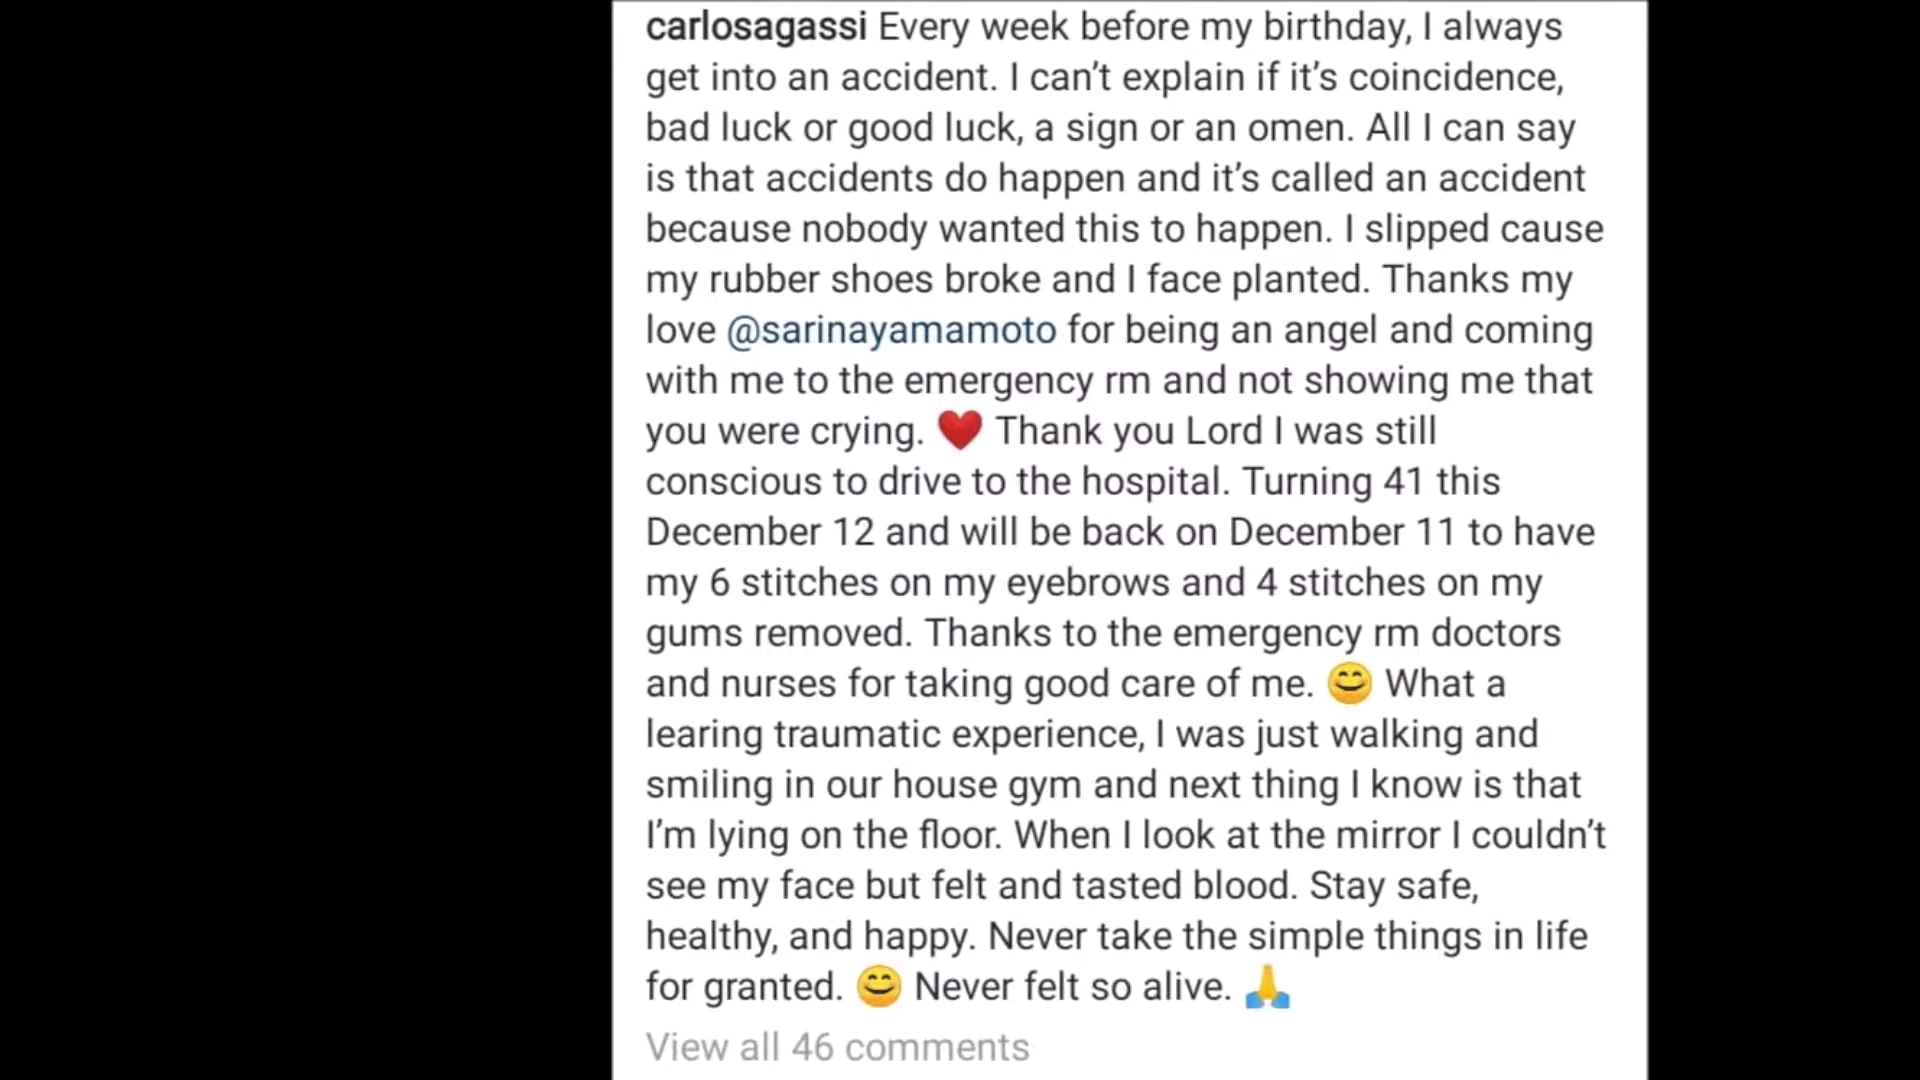 carlosagassi Every week before my birthday, I always
get into an accident. I can’t explain if it’s coincidence,
bad luck or good luck, a sign or an omen. All I can say
is that accidents do happen and it’s called an accident
because nobody wanted this to happen. I slipped cause
my rubber shoes broke and I face planted. Thanks my
love @sarinayamamoto for being an angel and coming
with me to the emergency rm and not showing me that
you were crying. ❤️ Thank you Lord I was still
conscious to drive to the hospital. Turning 41 this
December 12 and will be back on December 11 to have
my 6 stitches on my eyebrows and 4 stitches on my
gums removed. Thanks to the emergency rm doctors
and nurses for taking good care of me. 😊 What a
learing traumatic experience, I was just walking and
smiling in our house gym and next thing I know is that
I’m lying on the floor. When I look at the mirror I couldn’t
see my face but felt and tasted blood. Stay safe,
healthy, and happy. Never take the simple things in life
for granted. 😊 Never felt so alive. 🙏
View all 46 comments